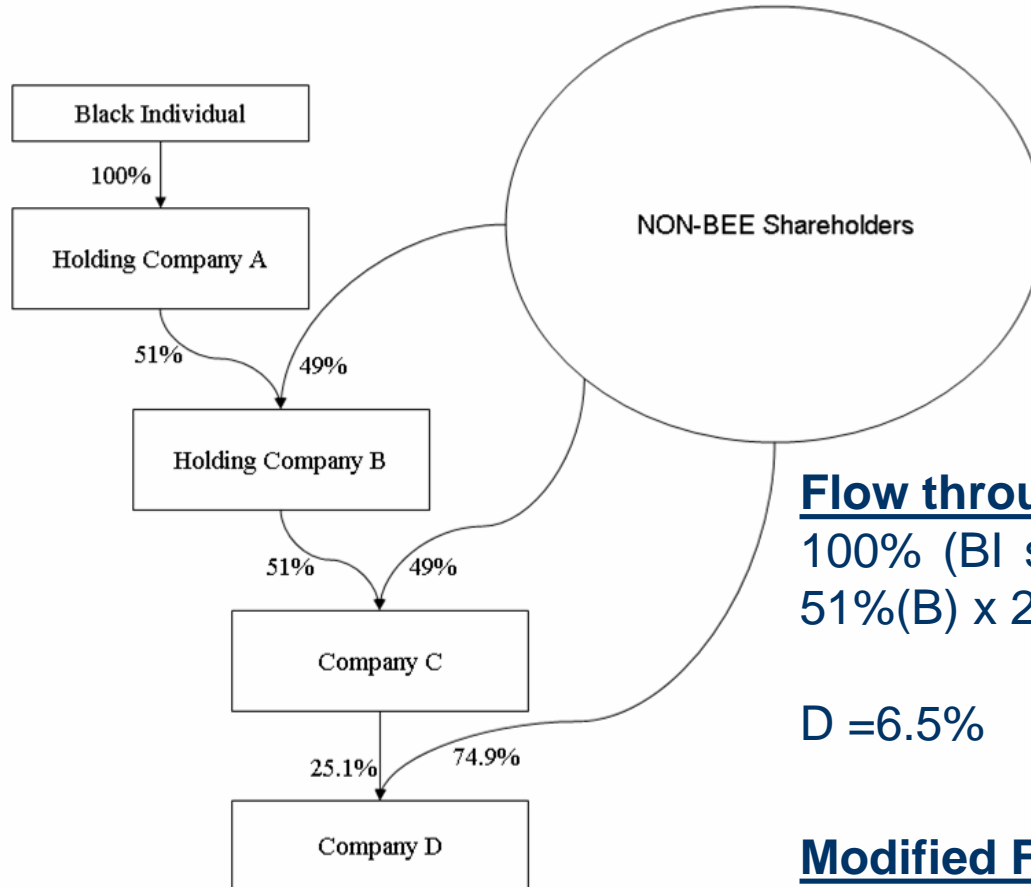 Black Individual
100%
Holding Company A
NON-BEE Shareholders
51%
49%
Holding Company B
51%
49%
Company C
25.1%
74.9%
Company D
Flow throu
100% (BI s
51%(B) x 2
D =6.5%
Modified F